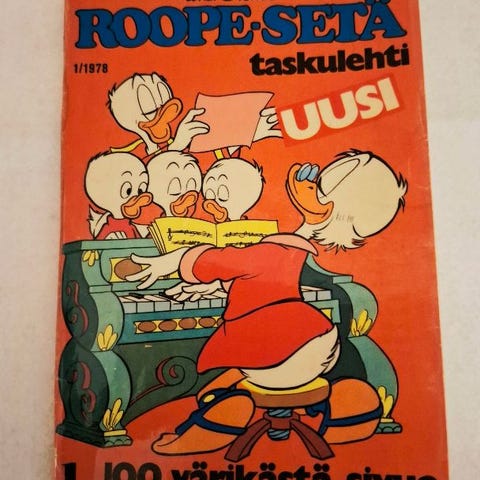 ROOPE-SETÄ
taskulehti
1/1978
UUSI
100 värikästä sivua